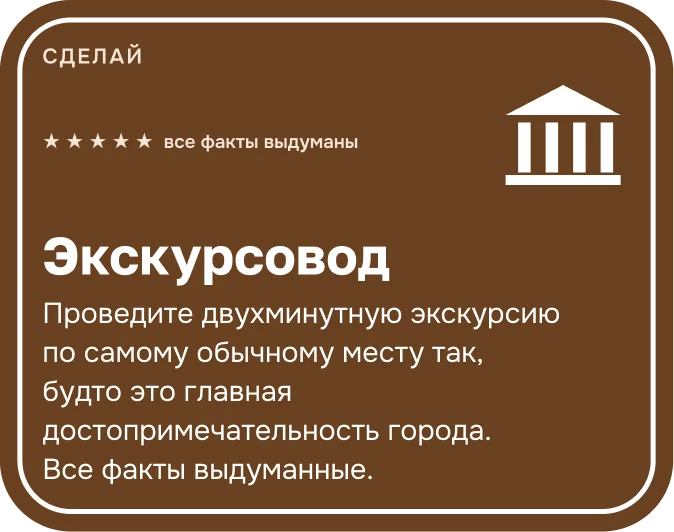 СДЕЛАЙ
★ ★ ★ ★ ★ все факты выдуманы
Экскурсовод
Проведите двухминутную экскурсию
по самому обычному месту так,
будто это главная
достопримечательность города.
Все факты выдуманные.